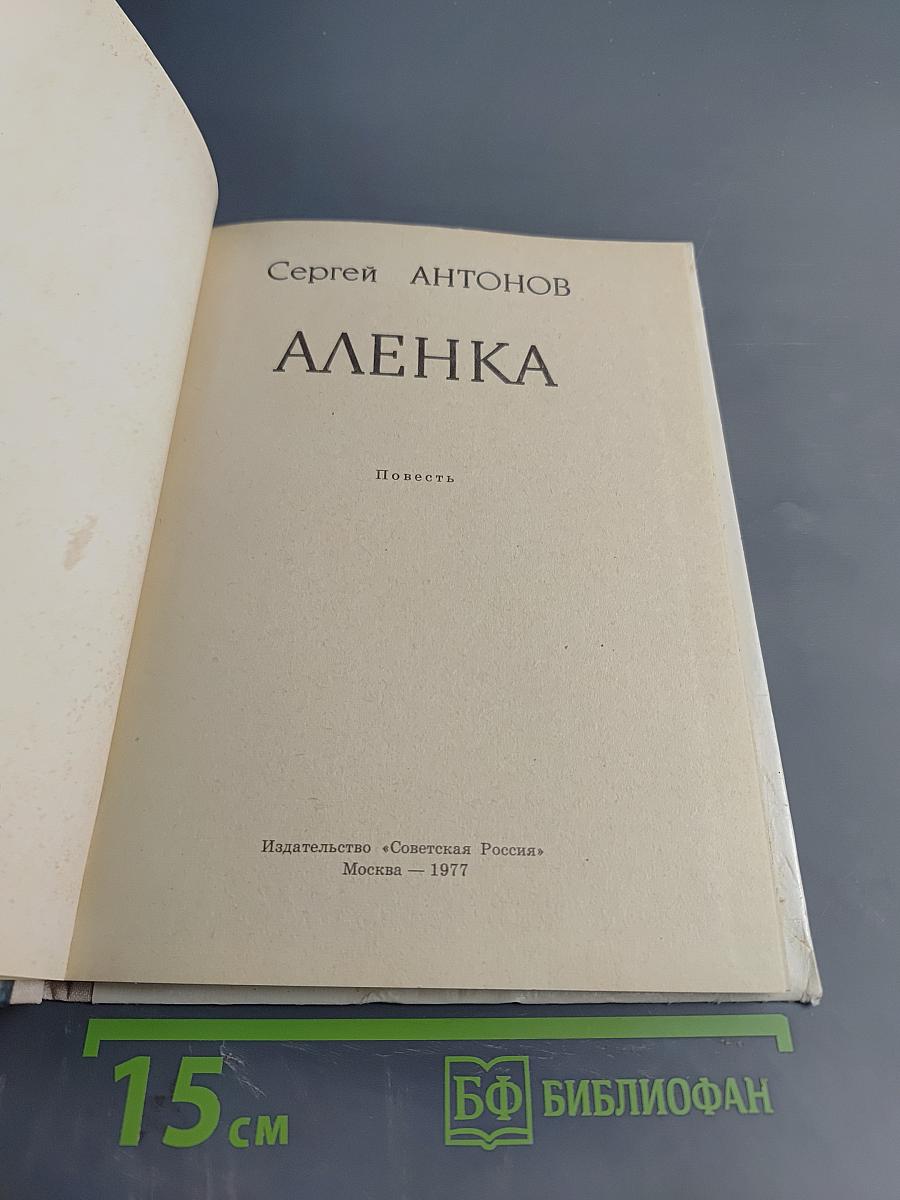 Сергей АНТОНОВ
АЛЕНКА
Повесть
Издательство «Советская Россия»
Москва — 1977
15 см
БФ БИБЛИОФАН